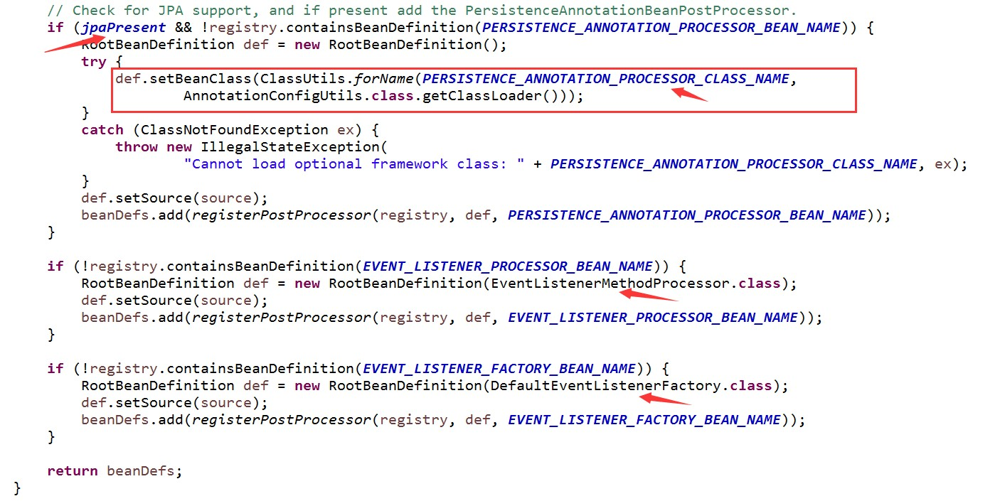 // Check for JPA support, and if present add the PersistenceAnnotationBeanPostProcessor.
if (jpaPresent && !registry.containsBeanDefinition(PERSISTENCE_ANNOTATION_PROCESSOR_BEAN_NAME)) {
RootBeanDefinition def = new RootBeanDefinition();
try {
def.setBeanClass(ClassUtils.forName(PERSISTENCE_ANNOTATION_PROCESSOR_CLASS_NAME,
AnnotationConfigUtils.class.getClassLoader()));
}
catch (ClassNotFoundException ex) {
throw new IllegalStateException(
"Cannot load optional framework class: " + PERSISTENCE_ANNOTATION_PROCESSOR_CLASS_NAME, ex);
}
def.setSource(source);
beanDefs.add(registerPostProcessor(registry, def, PERSISTENCE_ANNOTATION_PROCESSOR_BEAN_NAME));
}
if (!registry.containsBeanDefinition(EVENT_LISTENER_PROCESSOR_BEAN_NAME)) {
RootBeanDefinition def = new RootBeanDefinition(EventListenerMethodProcessor.class);
def.setSource(source);
beanDefs.add(registerPostProcessor(registry, def, EVENT_LISTENER_PROCESSOR_BEAN_NAME));
}
if (!registry.containsBeanDefinition(EVENT_LISTENER_FACTORY_BEAN_NAME)) {
RootBeanDefinition def = new RootBeanDefinition(DefaultEventListenerFactory.class);
def.setSource(source);
beanDefs.add(registerPostProcessor(registry, def, EVENT_LISTENER_FACTORY_BEAN_NAME));
}
return beanDefs;
}